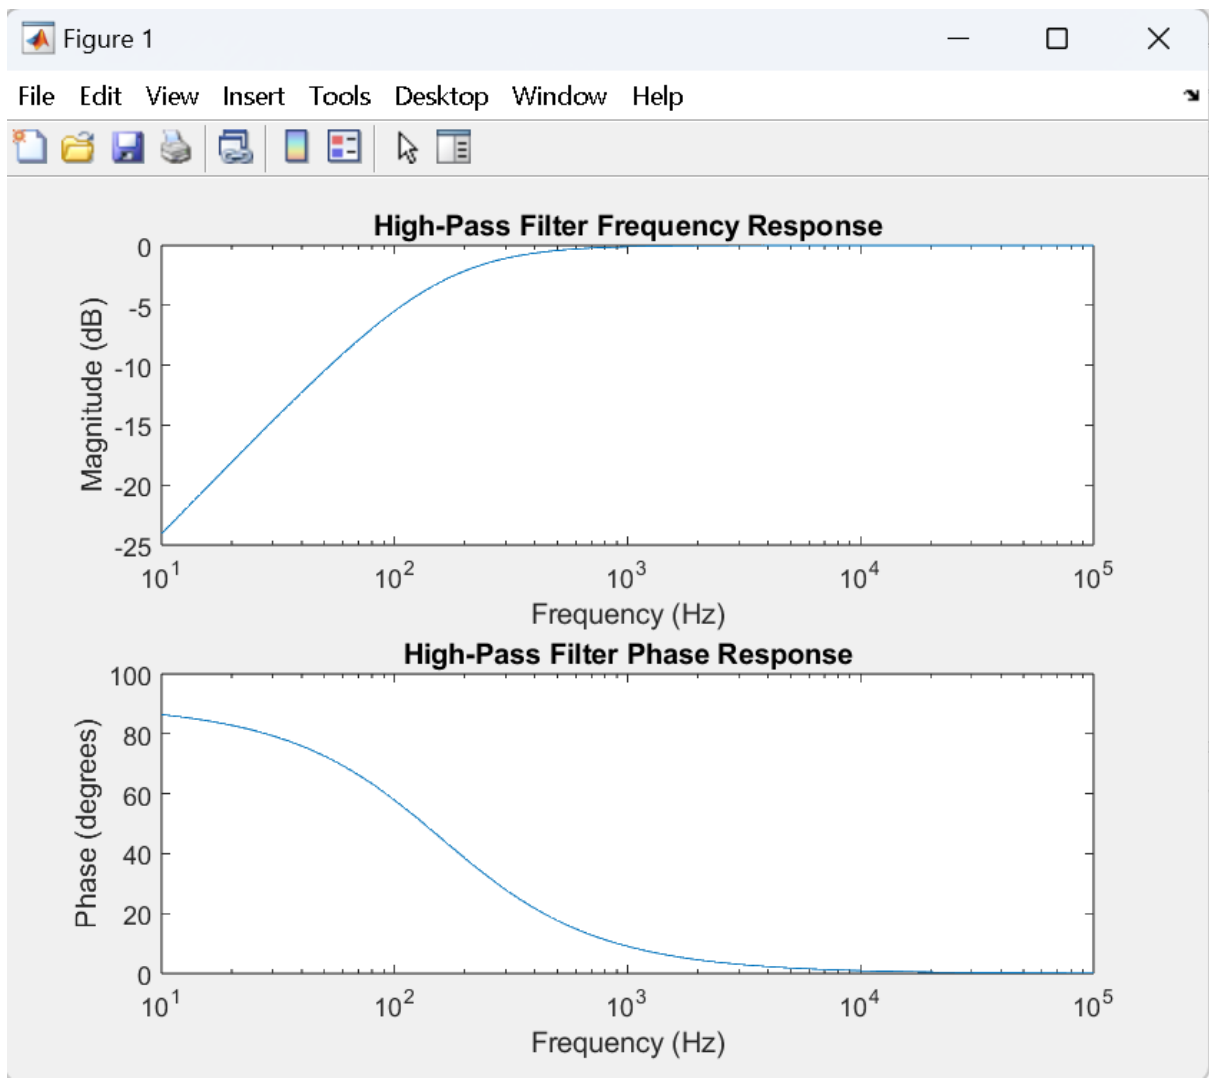 Figure 1
File Edit View Insert Tools Desktop Window Help
High-Pass Filter Frequency Response
Magnitude (dB)
0
-5
-10
-15
-20
-25
10^1 10^2 10^3 10^4 10^5
Frequency (Hz)
High-Pass Filter Phase Response
Phase (degrees)
100
80
60
40
20
0
10^1 10^2 10^3 10^4 10^5
Frequency (Hz)